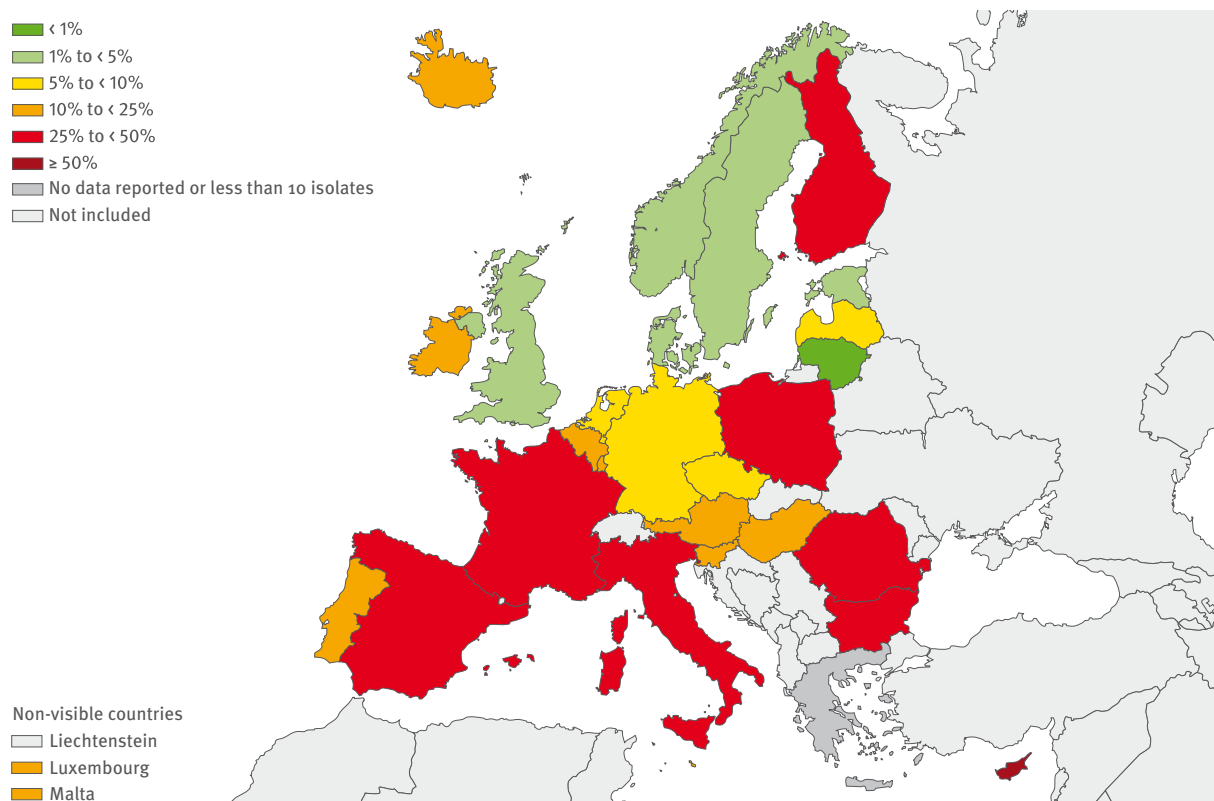 < 1%
1% to < 5%
5% to < 10%
10% to < 25%
25% to < 50%
≥ 50%
No data reported or less than 10 isolates
Not included
Non-visible countries
Liechtenstein
Luxembourg
Malta